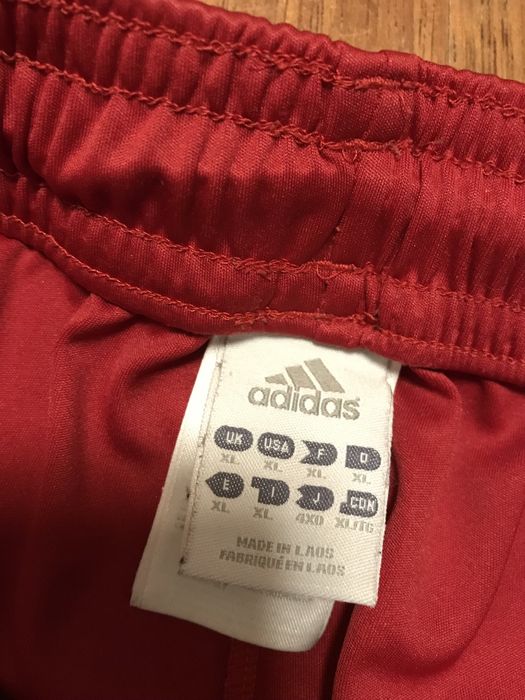 adidas
UK USA F D
XL XL XL XL
E I J CDN
XL XL 4XO XL/TG
MADE IN LAOS
FABRIQUÉ EN LAOS